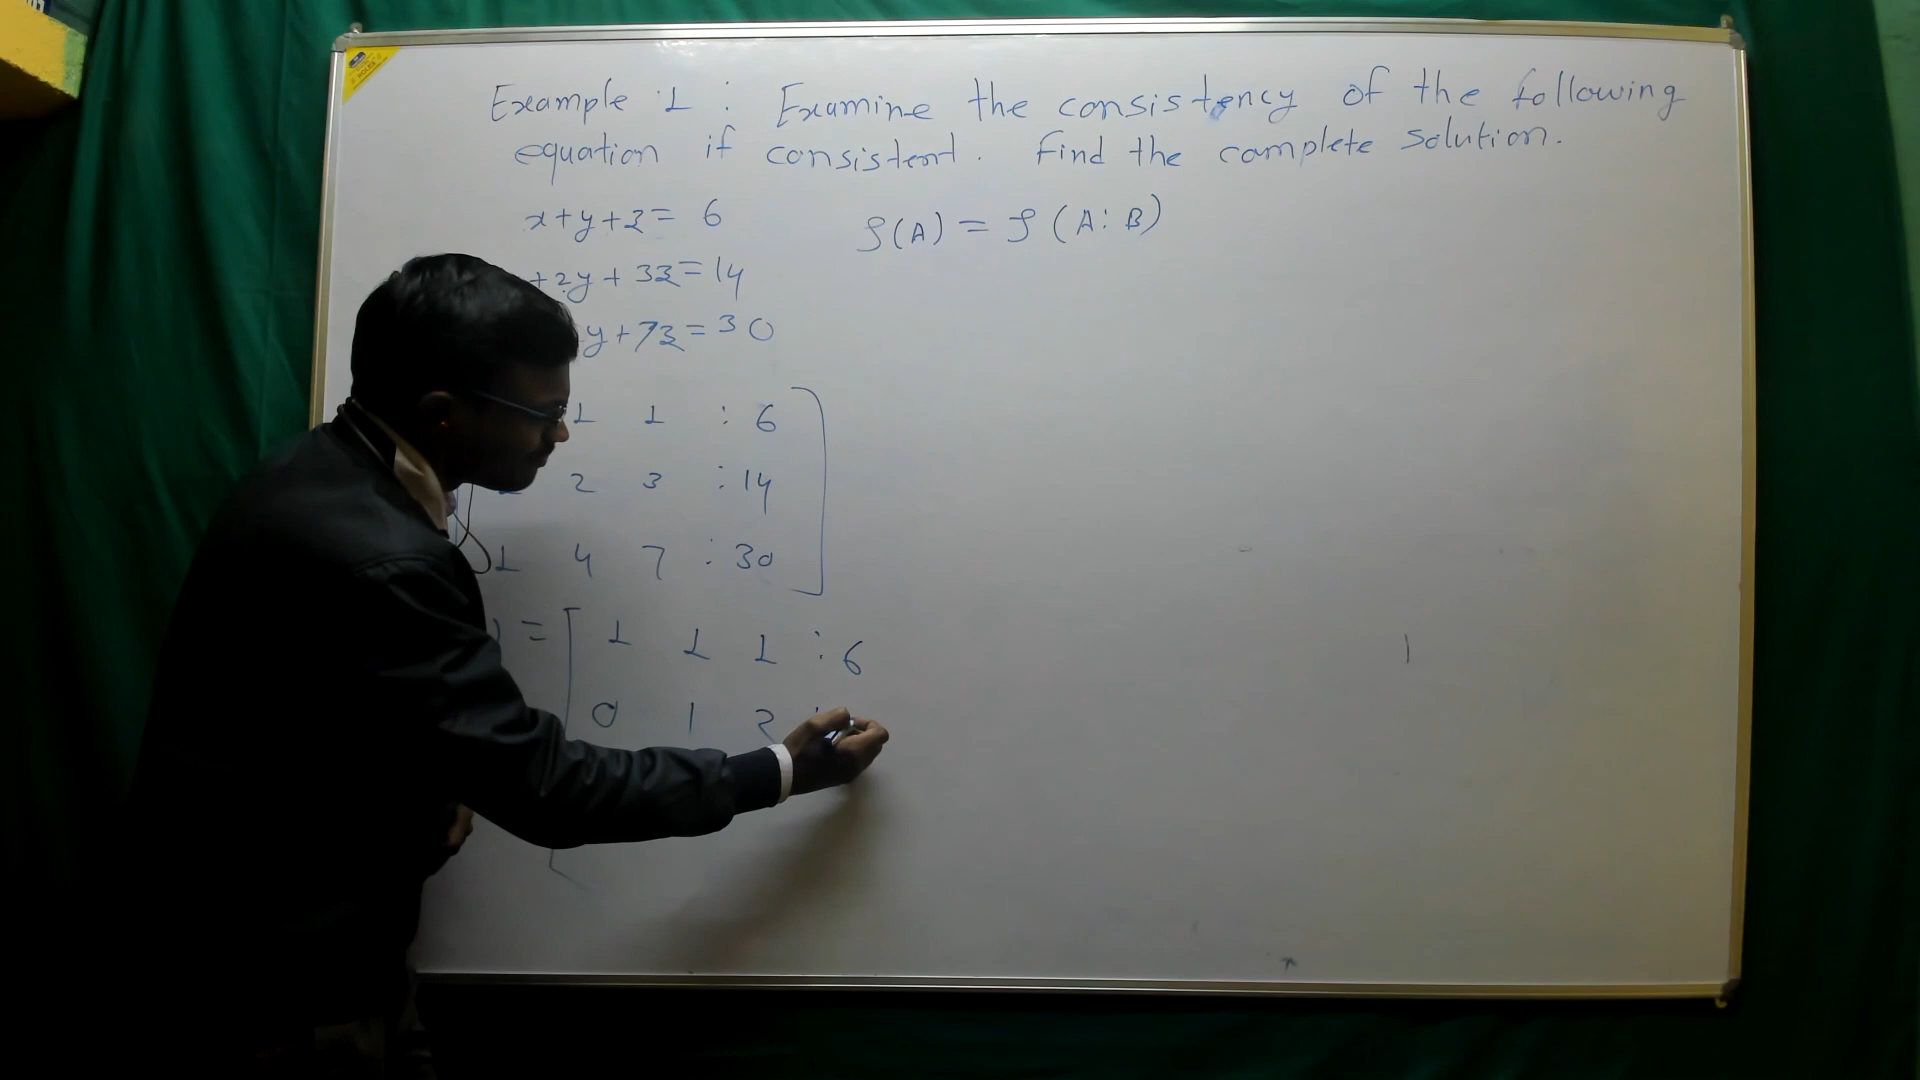 Example 1 : Examine the consistency of the following
equation if consistent. Find the complete solution.
x+y+z= 6
ρ(A) = ρ (A: B)
+2y+3z=14
y+7z=30
1 1 : 6
2 3 : 14
1 4 7 : 30
) = [ 1 1 1 : 6
0 1 2 :